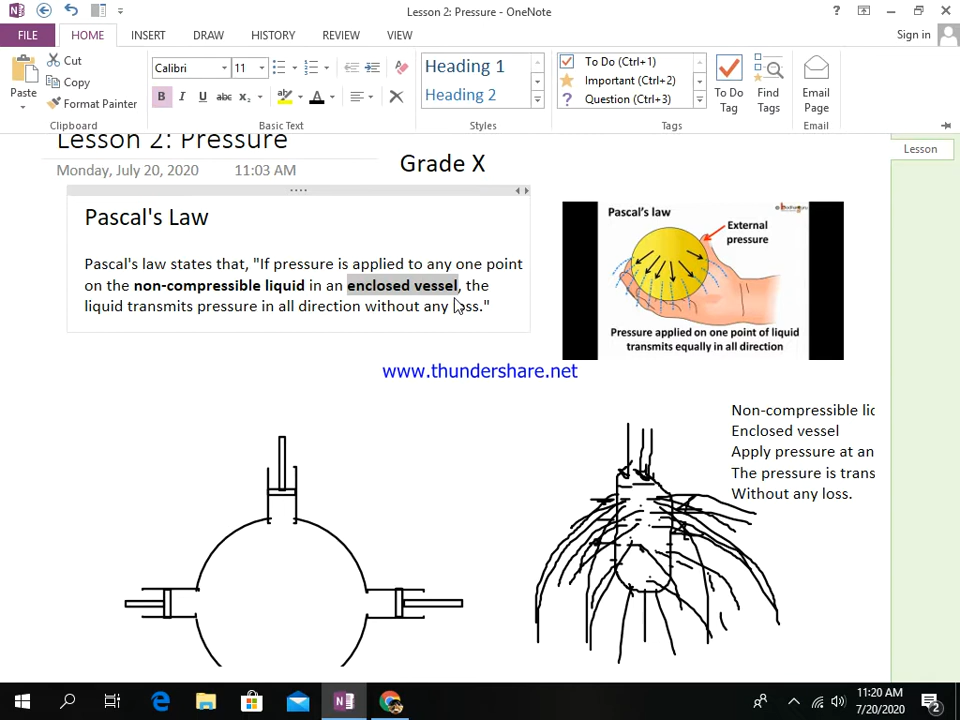 Lesson 2: Pressure - OneNote
Sign in
FILE
HOME
INSERT
DRAW
HISTORY
REVIEW
VIEW
Paste
Cut
Copy
Format Painter
Clipboard
Calibri
11
B I U abc X₂
A
Basic Text
Heading 1
Heading 2
Styles
To Do (Ctrl+1)
Important (Ctrl+2)
Question (Ctrl+3)
To Do
Tag
Find
Tags
Tags
Email
Page
Email
Lesson
Lesson 2: Pressure
Monday, July 20, 2020 11:03 AM
Grade X
Pascal's Law
Pascal's law states that, "If pressure is applied to any one point
on the non-compressible liquid in an enclosed vessel, the
liquid transmits pressure in all direction without any loss."
Pascal's law
External
pressure
Pressure applied on one point of liquid
transmits equally in all direction
www.thundershare.net
Non-compressible liq
Enclosed vessel
Apply pressure at an
The pressure is trans
Without any loss.
11:20 AM
7/20/2020
2